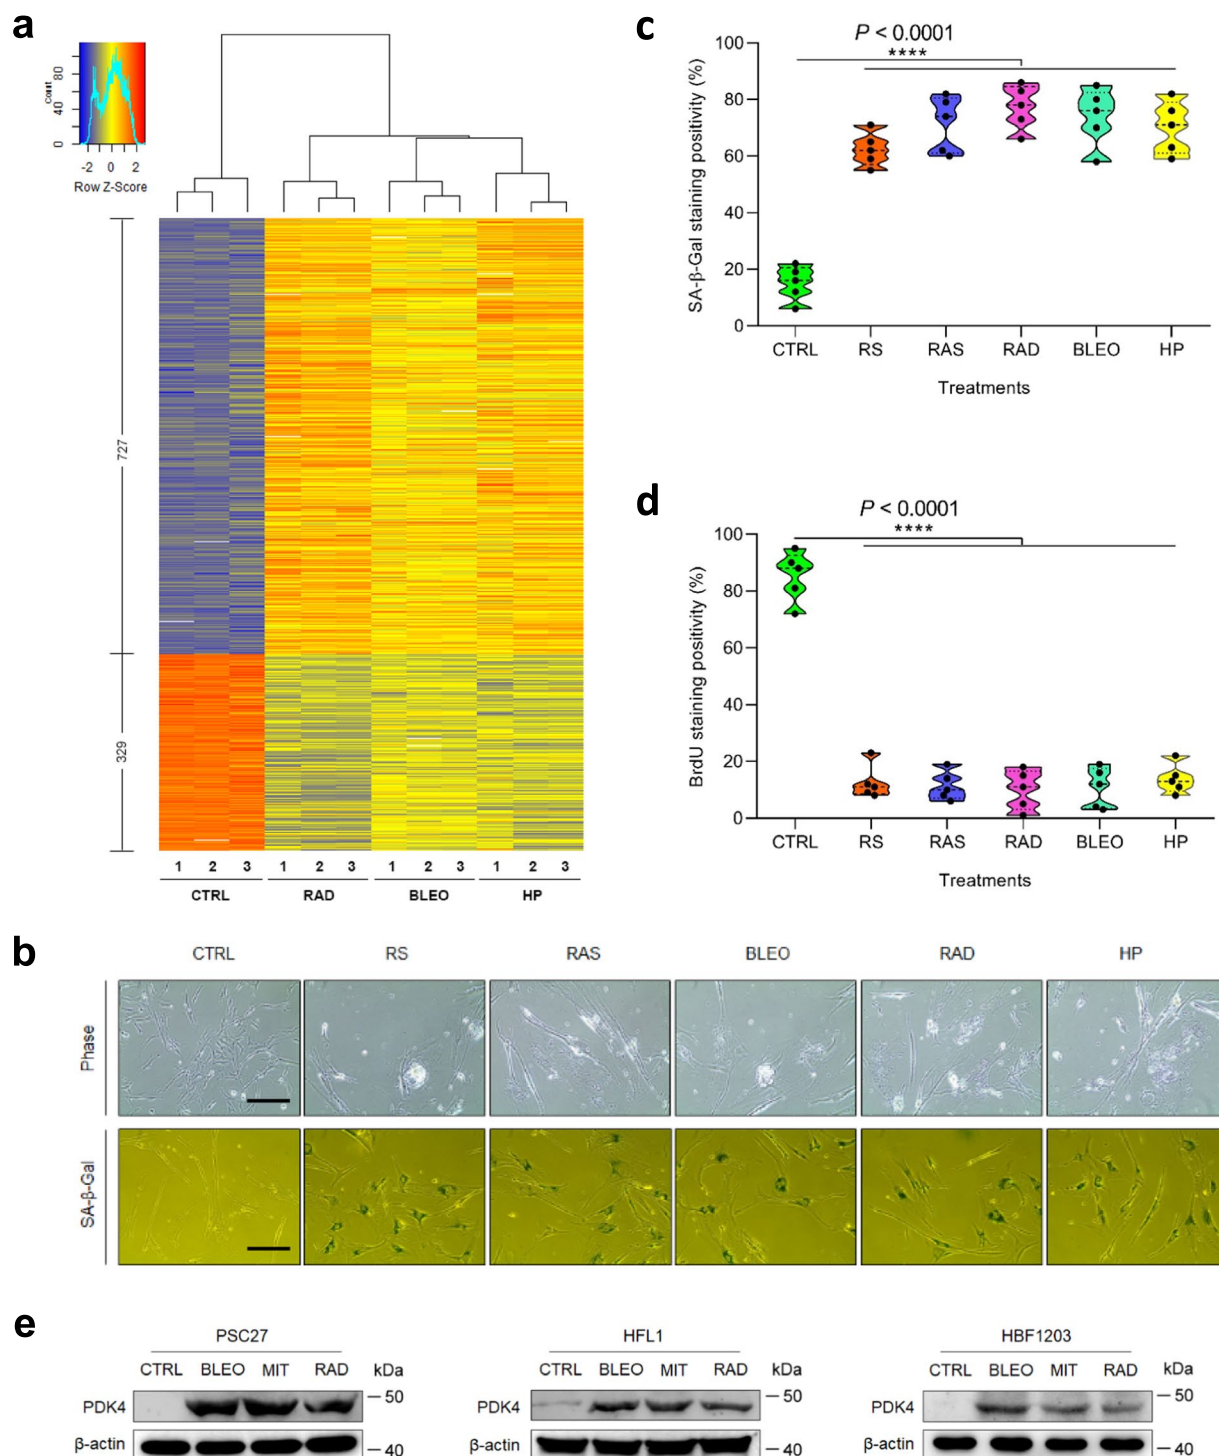 a
Count
80
40
0
-2 0 2
Row Z-Score
727
329
1 2 3 1 2 3 1 2 3 1 2 3
CTRL RAD BLEO HP
c
P < 0.0001
****
SA-β-Gal staining positivity (%)
100
80
60
40
20
0
CTRL RS RAS RAD BLEO HP
Treatments
d
P < 0.0001
****
BrdU staining positivity (%)
100
80
60
40
20
0
CTRL RS RAS RAD BLEO HP
Treatments
b
CTRL RS RAS BLEO RAD HP
Phase
SA-β-Gal
e
PSC27 HFL1 HBF1203
CTRL BLEO MIT RAD kDa CTRL BLEO MIT RAD kDa CTRL BLEO MIT RAD kDa
PDK4 50 PDK4 50 PDK4 50
β-actin 40 β-actin 40 β-actin 40